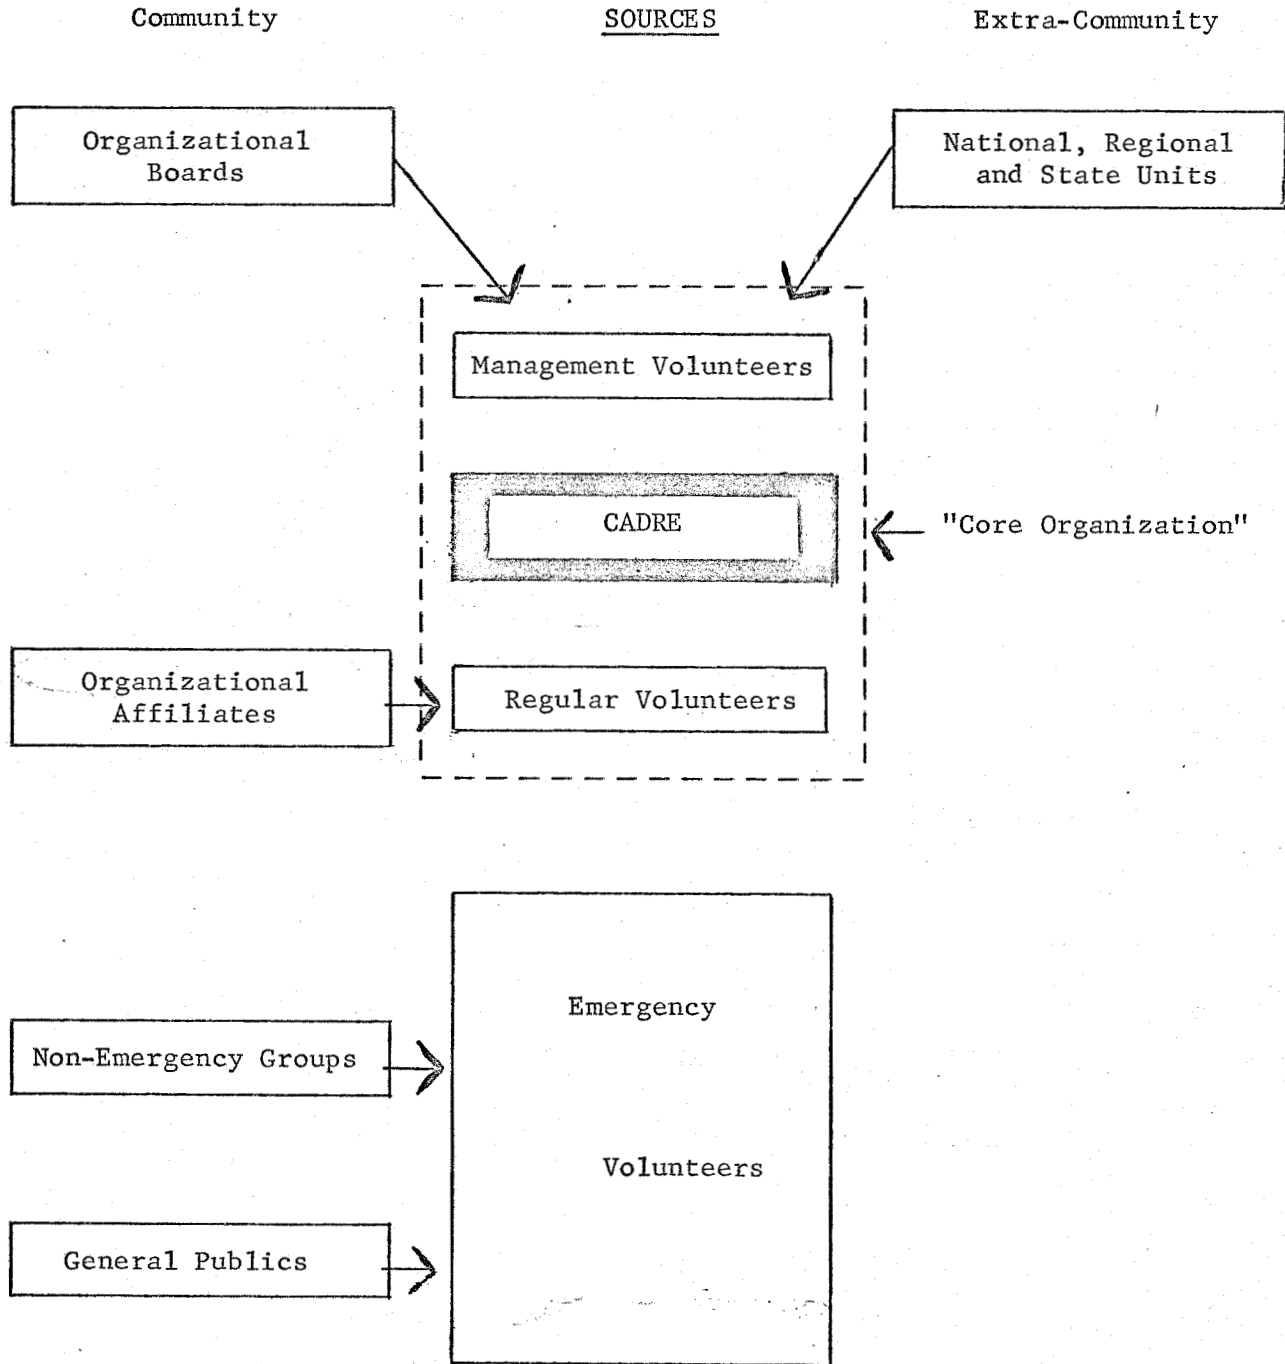 Community
SOURCES
Extra-Community
Organizational
Boards
National, Regional
and State Units
Management Volunteers
CADRE
"Core Organization"
Organizational
Affiliates
Regular Volunteers
Emergency
Non-Emergency Groups
Volunteers
General Publics